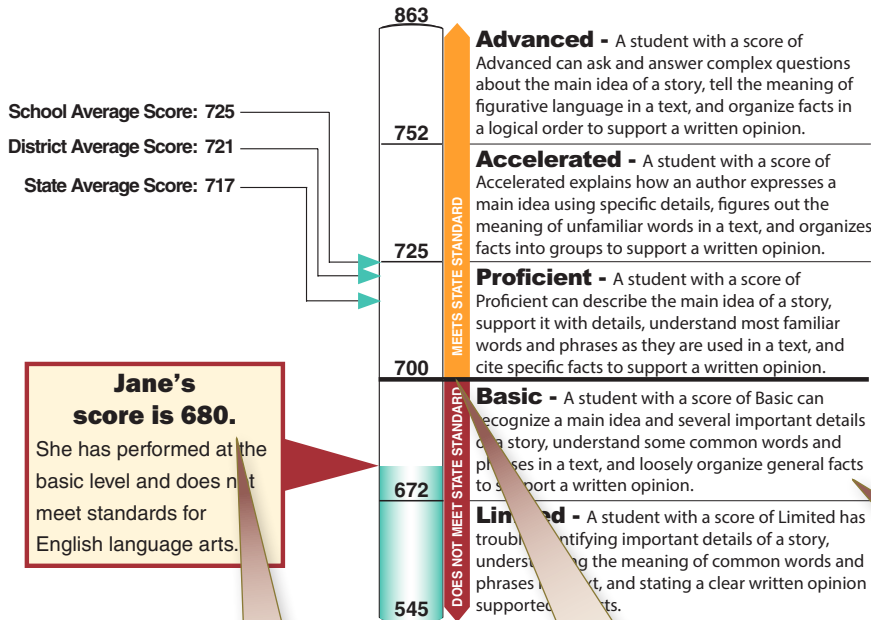 863
Advanced - A student with a score of
Advanced can ask and answer complex questions
about the main idea of a story, tell the meaning of
figurative language in a text, and organize facts in
a logical order to support a written opinion.
School Average Score: 725
District Average Score: 721
State Average Score: 717
752
Accelerated - A student with a score of
Accelerated explains how an author expresses a
main idea using specific details, figures out the
meaning of unfamiliar words in a text, and organizes
facts into groups to support a written opinion.
725
Proficient - A student with a score of
Proficient can describe the main idea of a story,
support it with details, understand most familiar
words and phrases as they are used in a text, and
cite specific facts to support a written opinion.
MEETS STATE STANDARD
700
Jane's
score is 680.
She has performed at the
basic level and does not
meet standards for
English language arts.
Basic - A student with a score of Basic can
recognize a main idea and several important details
of a story, understand some common words and
phrases in a text, and loosely organize general facts
to support a written opinion.
672
DOES NOT MEET STATE STANDARD
Limited - A student with a score of Limited has
identifying important details of a story,
the meaning of common words and
phrases text, and stating a clear written opinion
supported
545